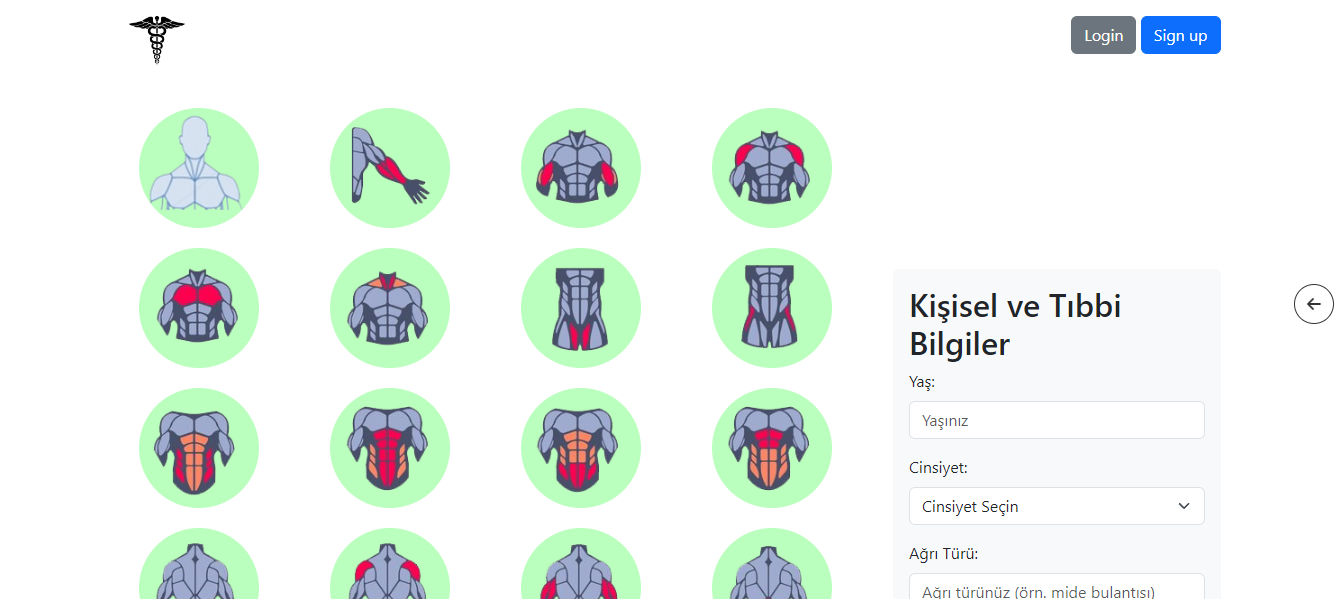 Login
Sign up
Kişisel ve Tıbbi
Bilgiler
Yaş:
Yaşınız
Cinsiyet:
Cinsiyet Seçin
Ağrı Türü:
Ağrı türünüz (örn. mide bulantısı)